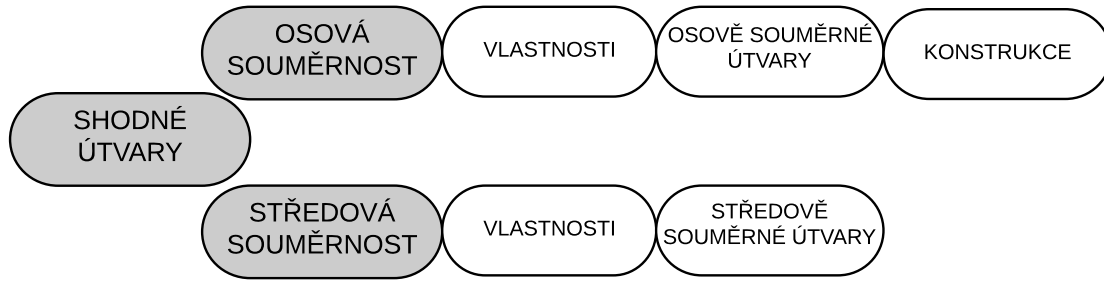 OSOVÁ
SOUMĚRNOST
VLASTNOSTI
OSOVĚ SOUMĚRNÉ
ÚTVARY
KONSTRUKCE
SHODNÉ
ÚTVARY
STŘEDOVÁ
SOUMĚRNOST
VLASTNOSTI
STŘEDOVĚ
SOUMĚRNÉ ÚTVARY